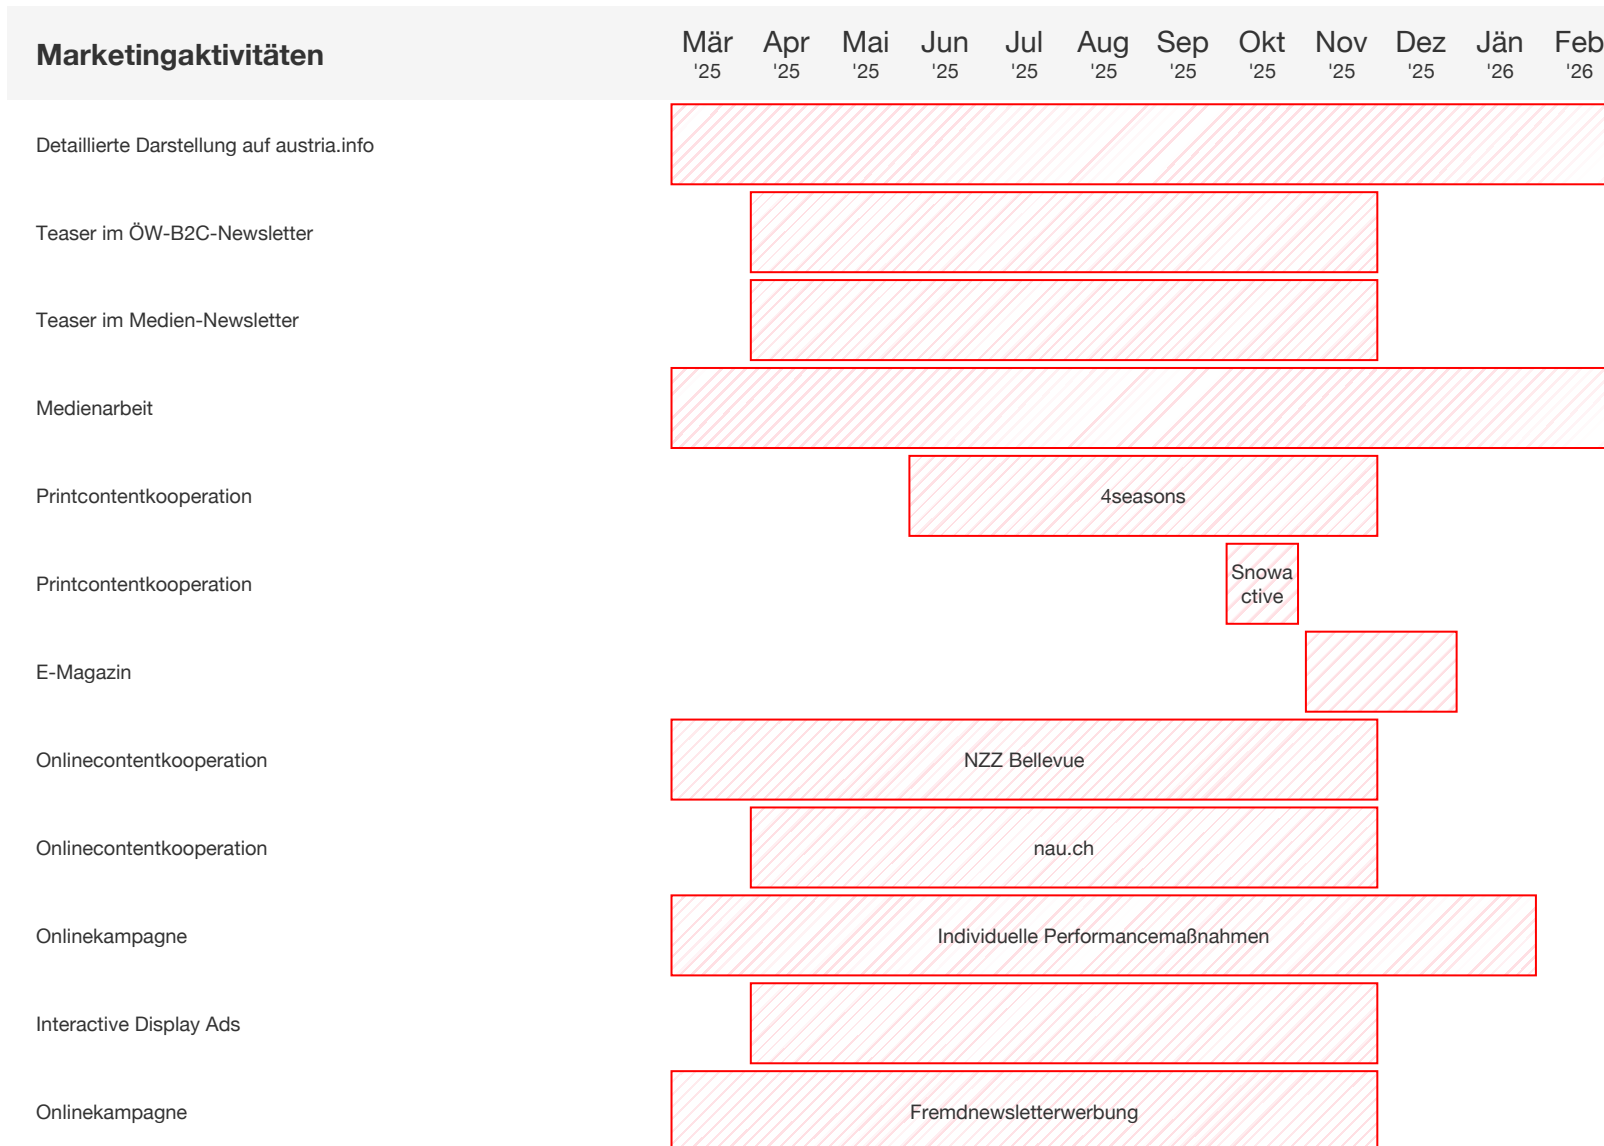 Marketingaktivitäten
Mär Apr Mai Jun Jul Aug Sep Okt Nov Dez Jän Feb
'25 '25 '25 '25 '25 '25 '25 '25 '25 '25 '26 '26
Detaillierte Darstellung auf austria.info
Teaser im ÖW-B2C-Newsletter
Teaser im Medien-Newsletter
Medienarbeit
Printcontentkooperation 4seasons
Printcontentkooperation
Snowa
ctive
E-Magazin
Onlinecontentkooperation NZZ Bellevue
Onlinecontentkooperation nau.ch
Onlinekampagne Individuelle Performancemaßnahmen
Interactive Display Ads
Onlinekampagne Fremdnewsletterwerbung